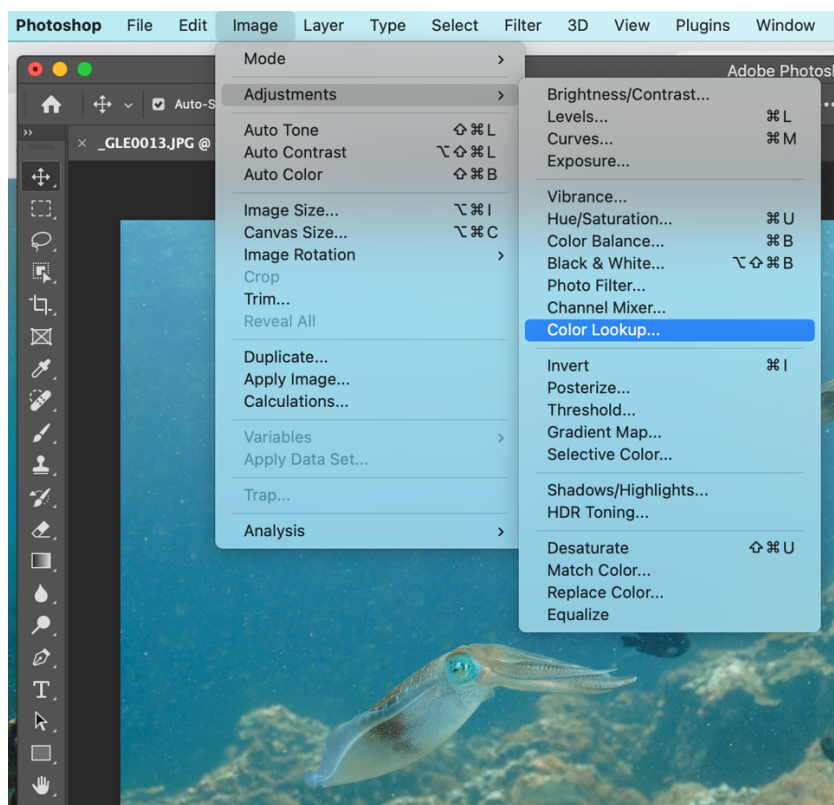 Photoshop File Edit Image Layer Type Select Filter 3D View Plugins Window
Adobe Photos
Auto-S
× _GLE0013.JPG @
Mode >
Adjustments >
Auto Tone ⇧⌘L
Auto Contrast ⌥⇧⌘L
Auto Color ⇧⌘B
Image Size... ⌥⌘I
Canvas Size... ⌥⌘C
Image Rotation >
Crop
Trim...
Reveal All
Duplicate...
Apply Image...
Calculations...
Variables >
Apply Data Set...
Trap...
Analysis >
Brightness/Contrast...
Levels... ⌘L
Curves... ⌘M
Exposure...
Vibrance...
Hue/Saturation... ⌘U
Color Balance... ⌘B
Black & White... ⌥⇧⌘B
Photo Filter...
Channel Mixer...
Color Lookup...
Invert ⌘I
Posterize...
Threshold...
Gradient Map...
Selective Color...
Shadows/Highlights...
HDR Toning...
Desaturate ⇧⌘U
Match Color...
Replace Color...
Equalize
T